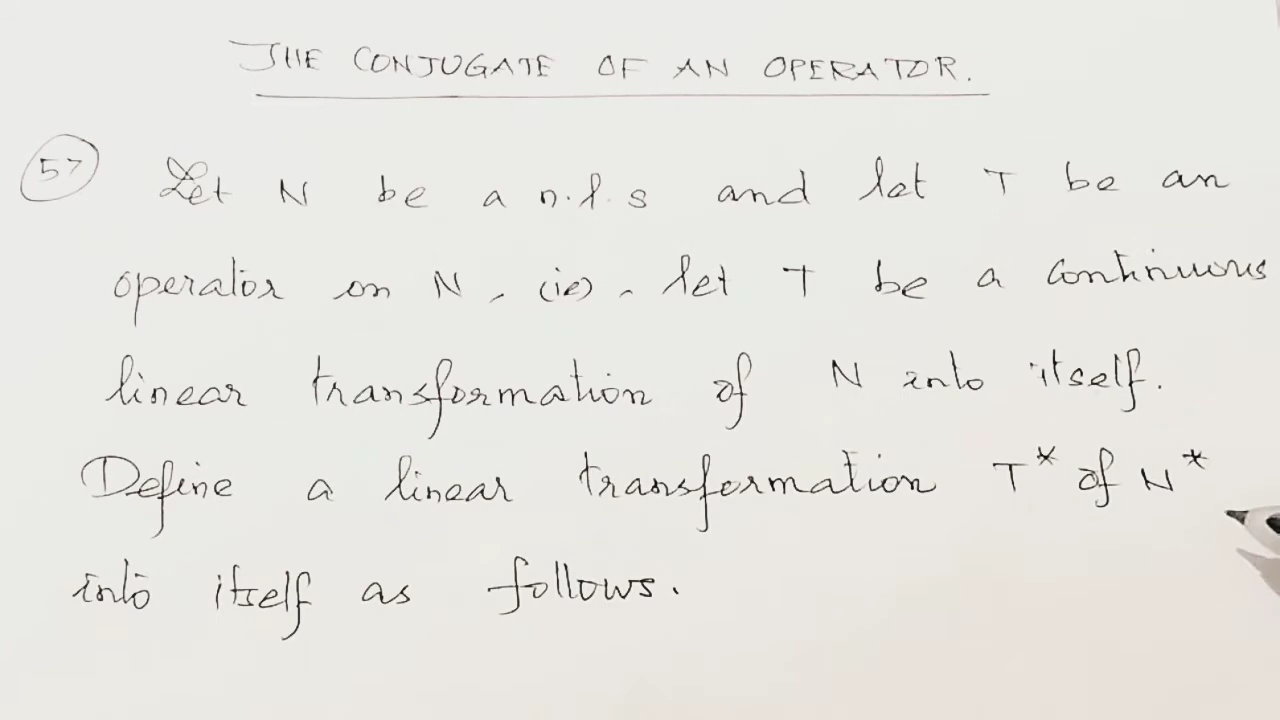 THE CONJUGATE OF AN OPERATOR.
57 Let N be a n.l.s and let T be an
operator on N, (ie), let T be a continuous
linear transformation of N into itself.
Define a linear transformation T* of N*
into itself as follows.